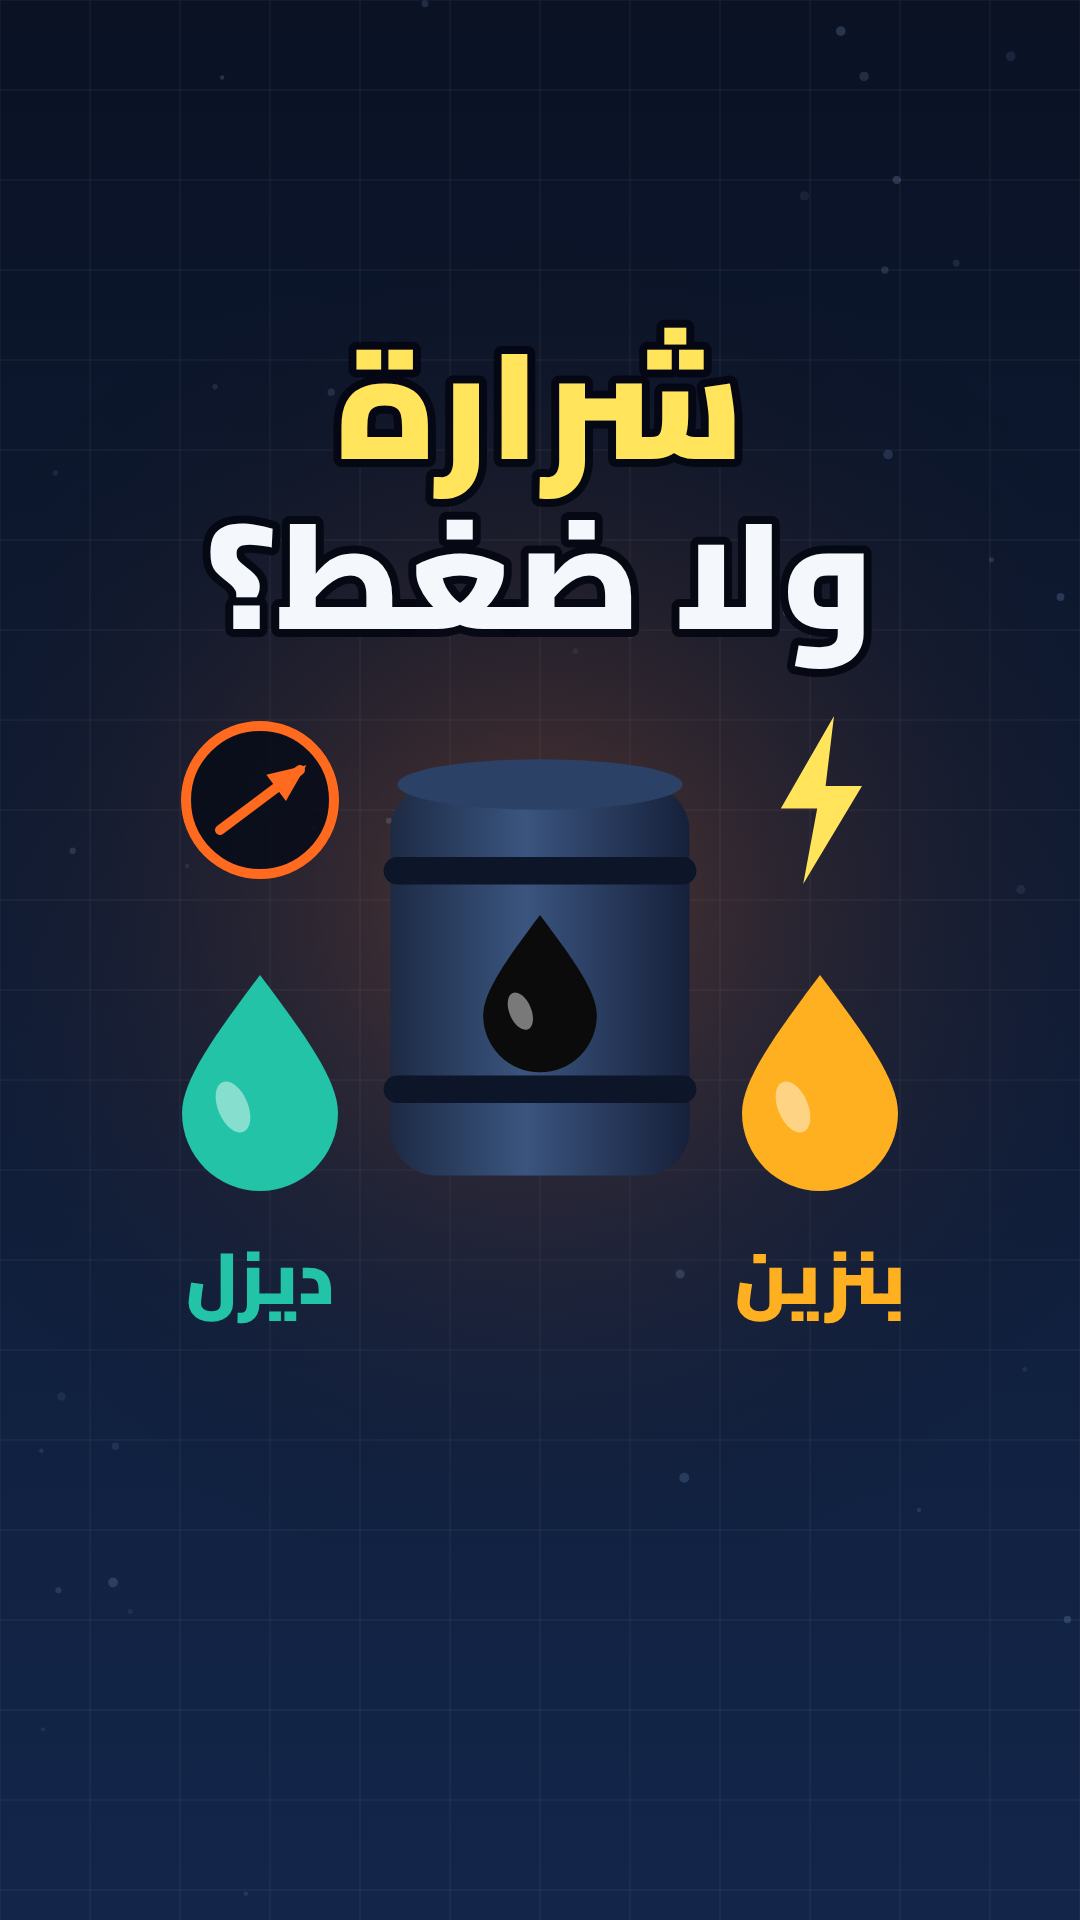 شرارة
ولا ضغط؟
بنزين
ديزل